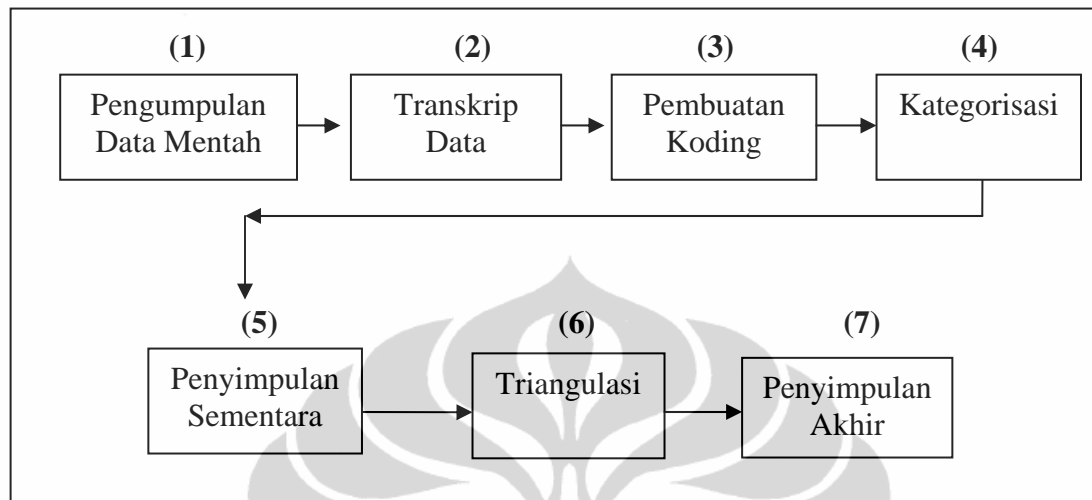 (1)
Pengumpulan
Data Mentah
(2)
Transkrip
Data
(3)
Pembuatan
Koding
(4)
Kategorisasi
(5)
Penyimpulan
Sementara
(6)
Triangulasi
(7)
Penyimpulan
Akhir